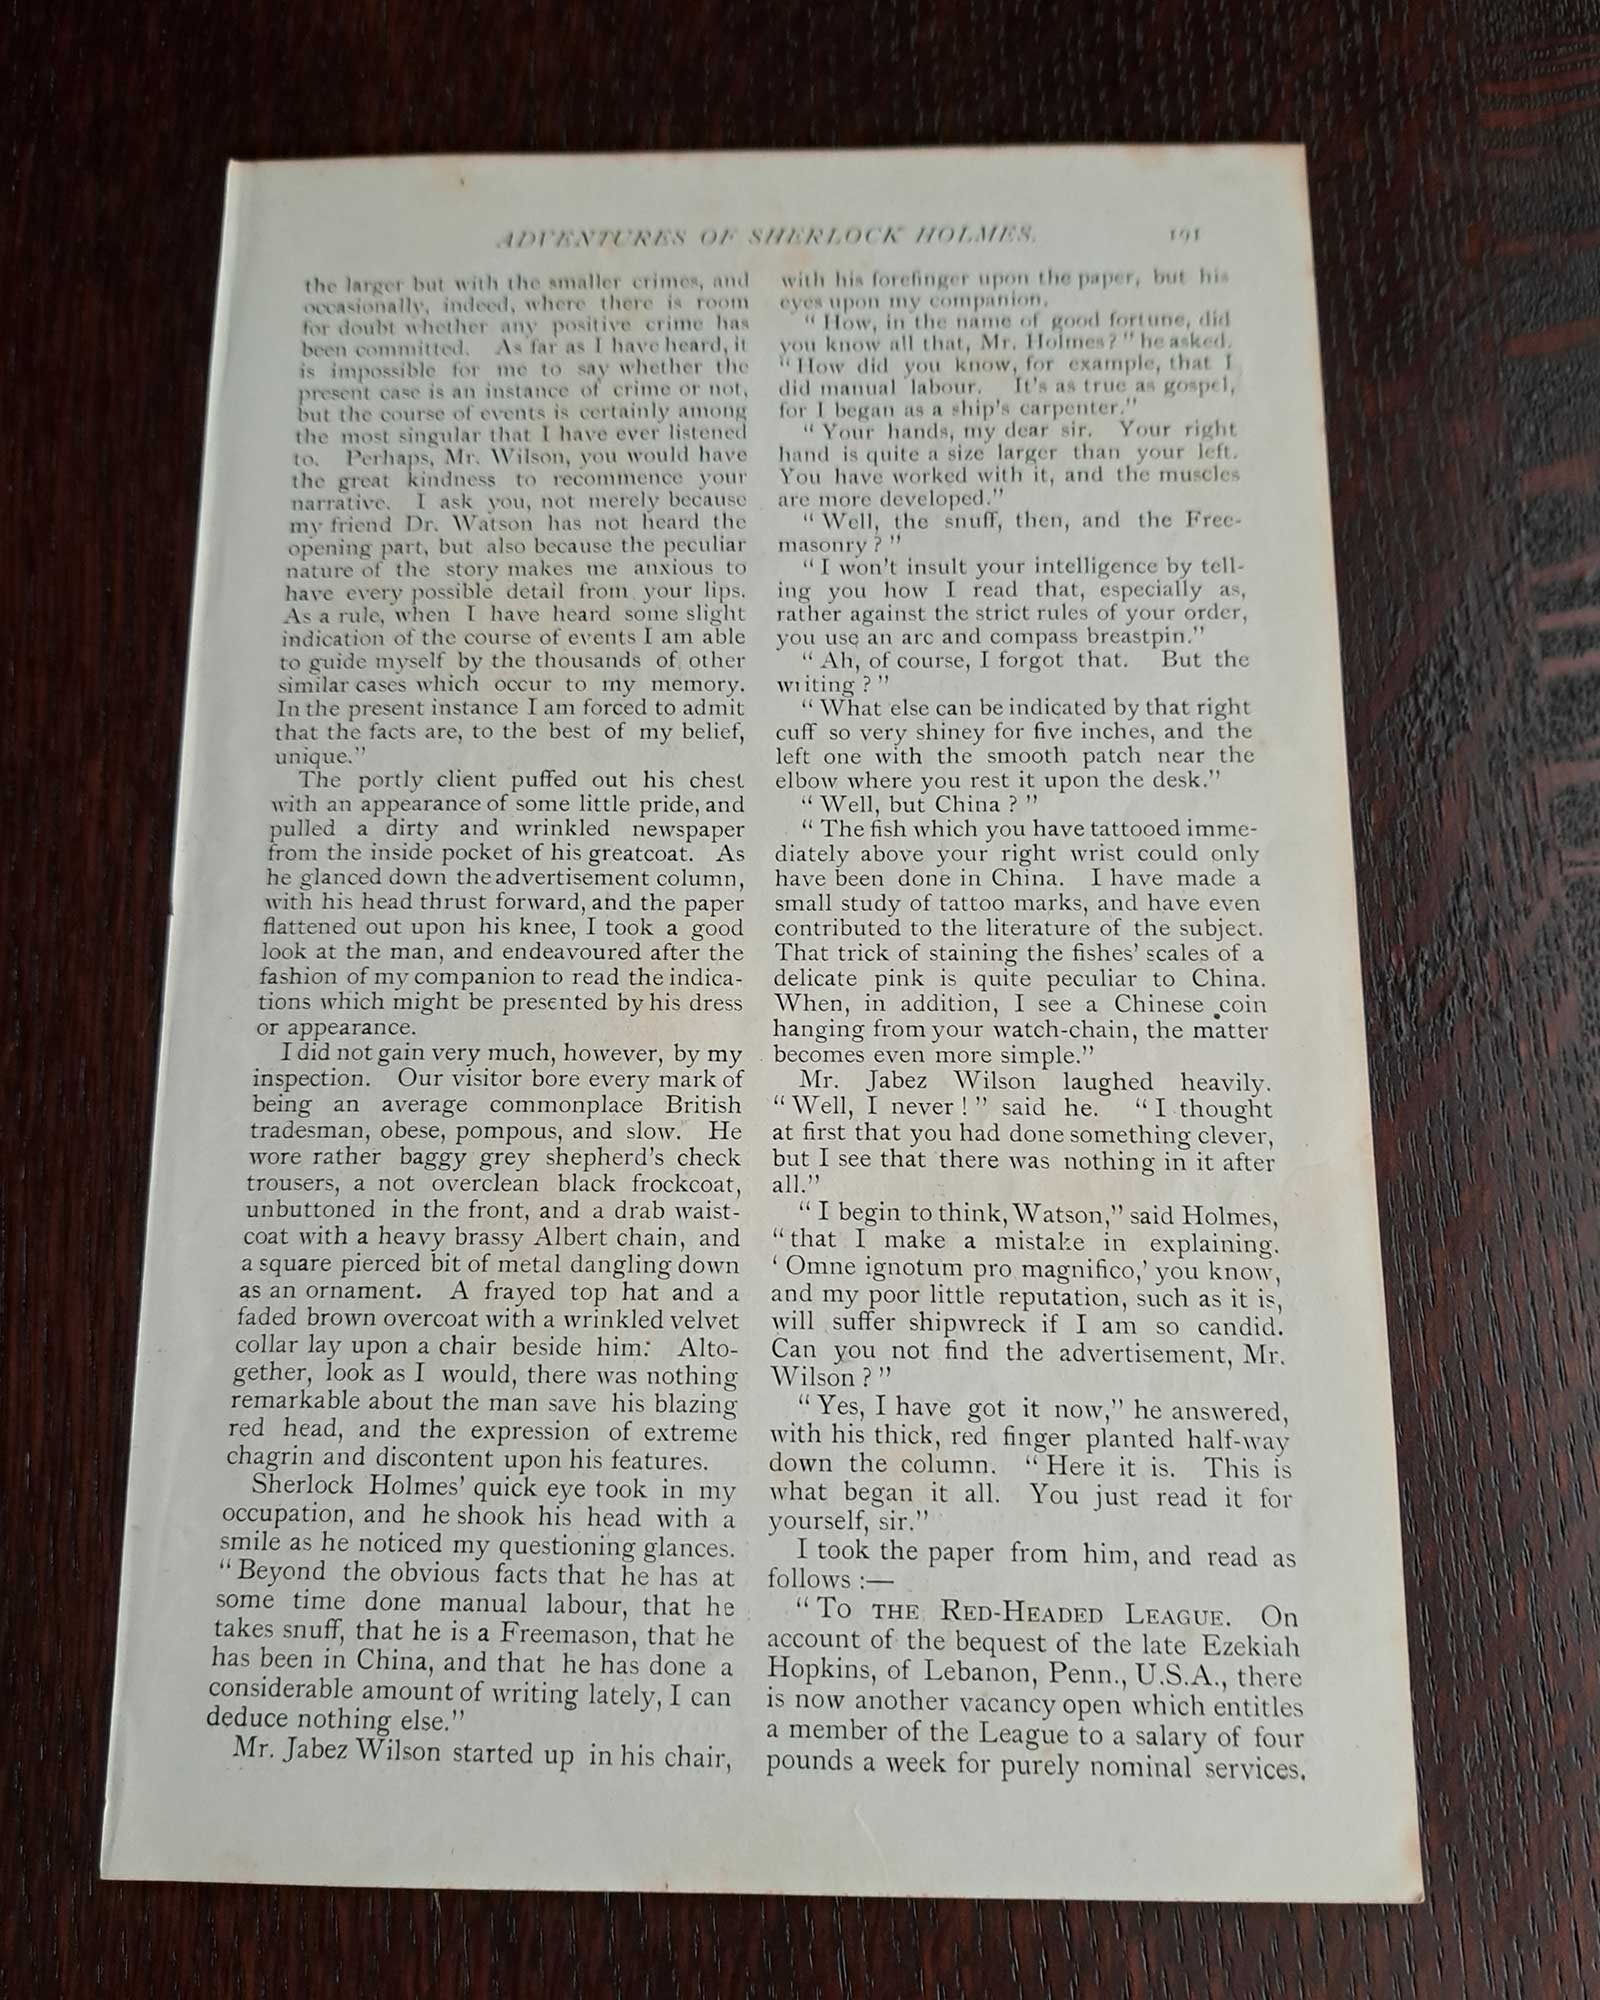 ADVENTURES OF SHERLOCK HOLMES. 191
the larger but with the smaller crimes, and
occasionally, indeed, where there is room
for doubt whether any positive crime has
been committed. As far as I have heard, it
is impossible for me to say whether the
present case is an instance of crime or not,
but the course of events is certainly among
the most singular that I have ever listened
to. Perhaps, Mr. Wilson, you would have
the great kindness to recommence your
narrative. I ask you, not merely because
my friend Dr. Watson has not heard the
opening part, but also because the peculiar
nature of the story makes me anxious to
have every possible detail from your lips.
As a rule, when I have heard some slight
indication of the course of events I am able
to guide myself by the thousands of other
similar cases which occur to my memory.
In the present instance I am forced to admit
that the facts are, to the best of my belief,
unique."
The portly client puffed out his chest
with an appearance of some little pride, and
pulled a dirty and wrinkled newspaper
from the inside pocket of his greatcoat. As
he glanced down the advertisement column,
with his head thrust forward, and the paper
flattened out upon his knee, I took a good
look at the man, and endeavoured after the
fashion of my companion to read the indica-
tions which might be presented by his dress
or appearance.
I did not gain very much, however, by my
inspection. Our visitor bore every mark of
being an average commonplace British
tradesman, obese, pompous, and slow. He
wore rather baggy grey shepherd's check
trousers, a not overclean black frockcoat,
unbuttoned in the front, and a drab waist-
coat with a heavy brassy Albert chain, and
a square pierced bit of metal dangling down
as an ornament. A frayed top hat and a
faded brown overcoat with a wrinkled velvet
collar lay upon a chair beside him. Alto-
gether, look as I would, there was nothing
remarkable about the man save his blazing
red head, and the expression of extreme
chagrin and discontent upon his features.
Sherlock Holmes' quick eye took in my
occupation, and he shook his head with a
smile as he noticed my questioning glances.
"Beyond the obvious facts that he has at
some time done manual labour, that he
takes snuff, that he is a Freemason, that he
has been in China, and that he has done a
considerable amount of writing lately, I can
deduce nothing else."
Mr. Jabez Wilson started up in his chair,
with his forefinger upon the paper, but his
eyes upon my companion.
"How, in the name of good fortune, did
you know all that, Mr. Holmes?" he asked.
"How did you know, for example, that I
did manual labour. It's as true as gospel,
for I began as a ship's carpenter."
"Your hands, my dear sir. Your right
hand is quite a size larger than your left.
You have worked with it, and the muscles
are more developed."
"Well, the snuff, then, and the Free-
masonry?"
"I won't insult your intelligence by tell-
ing you how I read that, especially as,
rather against the strict rules of your order,
you use an arc and compass breastpin."
"Ah, of course, I forgot that. But the
writing?"
"What else can be indicated by that right
cuff so very shiney for five inches, and the
left one with the smooth patch near the
elbow where you rest it upon the desk."
"Well, but China?"
"The fish which you have tattooed imme-
diately above your right wrist could only
have been done in China. I have made a
small study of tattoo marks, and have even
contributed to the literature of the subject.
That trick of staining the fishes' scales of a
delicate pink is quite peculiar to China.
When, in addition, I see a Chinese coin
hanging from your watch-chain, the matter
becomes even more simple."
Mr. Jabez Wilson laughed heavily.
"Well, I never!" said he. "I thought
at first that you had done something clever,
but I see that there was nothing in it after
all."
"I begin to think, Watson," said Holmes,
"that I make a mistake in explaining.
'Omne ignotum pro magnifico,' you know,
and my poor little reputation, such as it is,
will suffer shipwreck if I am so candid.
Can you not find the advertisement, Mr.
Wilson?"
"Yes, I have got it now," he answered,
with his thick, red finger planted half-way
down the column. "Here it is. This is
what began it all. You just read it for
yourself, sir."
I took the paper from him, and read as
follows:—
"TO THE RED-HEADED LEAGUE. On
account of the bequest of the late Ezekiah
Hopkins, of Lebanon, Penn., U.S.A., there
is now another vacancy open which entitles
a member of the League to a salary of four
pounds a week for purely nominal services.